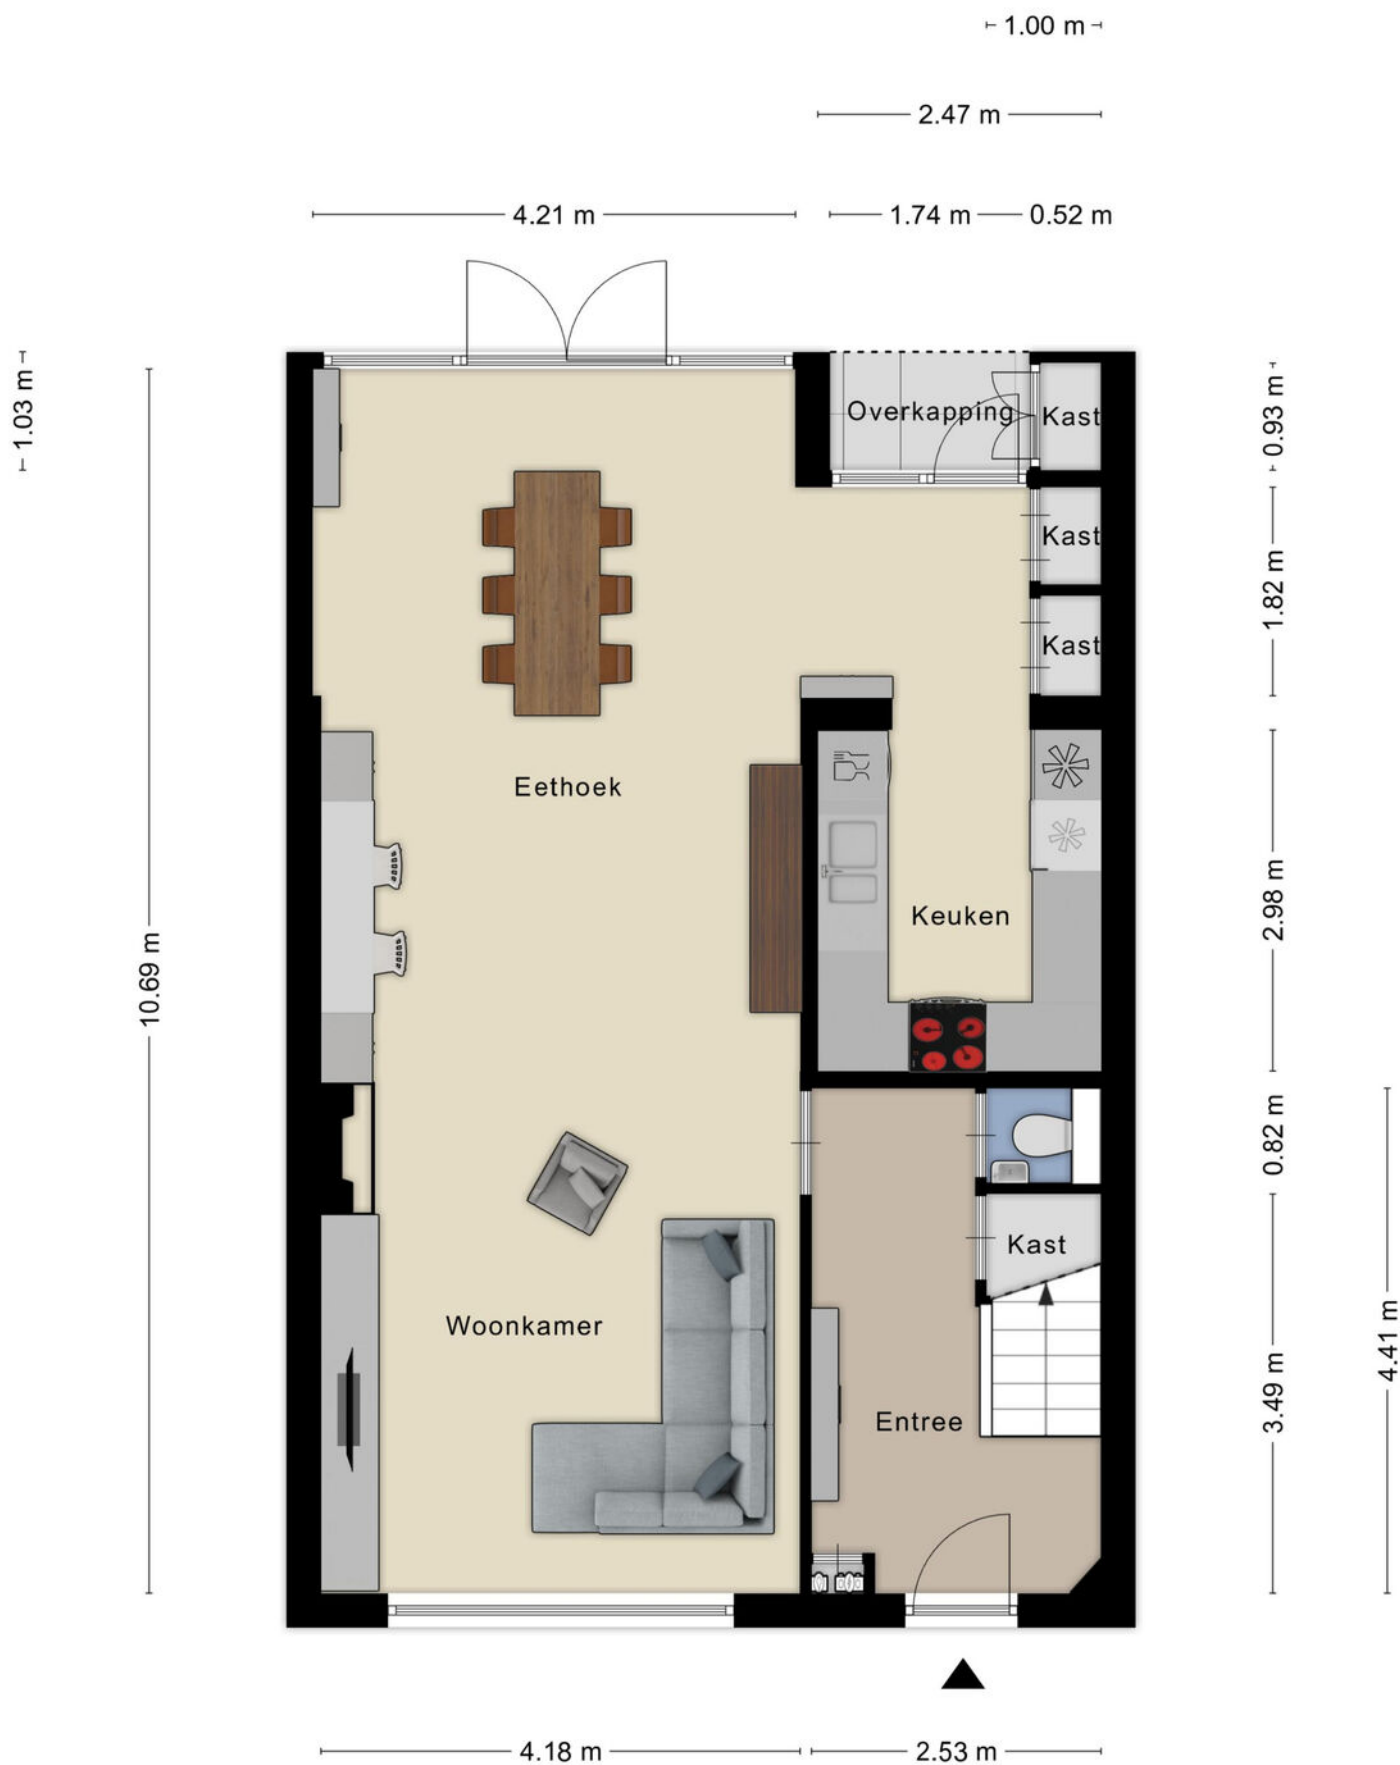 1.00 m
2.47 m
4.21 m
1.74 m
0.52 m
1.03 m
Overkapping
Kast
0.93 m
Kast
1.82 m
Kast
Eethoek
Keuken
2.98 m
10.69 m
0.82 m
Kast
Woonkamer
Entree
3.49 m
4.41 m
4.18 m
2.53 m